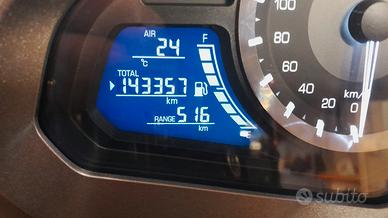 AIR
24
°C
F
TOTAL
143357
km
RANGE 516
km
100
80
60
40
20
0
km/
subito